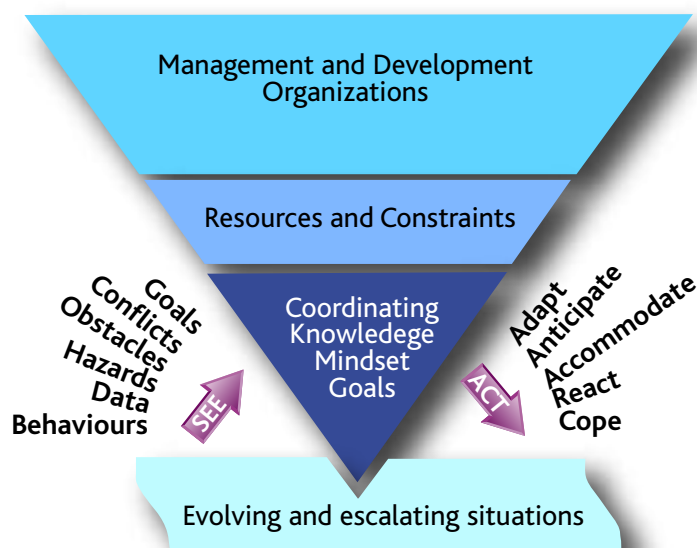 Management and Development
Organizations
Resources and Constraints
Coordinating
Knowledege
Mindset
Goals
Goals
Conflicts
Obstacles
Hazards
Data
Behaviours
SEE
Adapt
Anticipate
Accommodate
React
Cope
ACT
Evolving and escalating situations